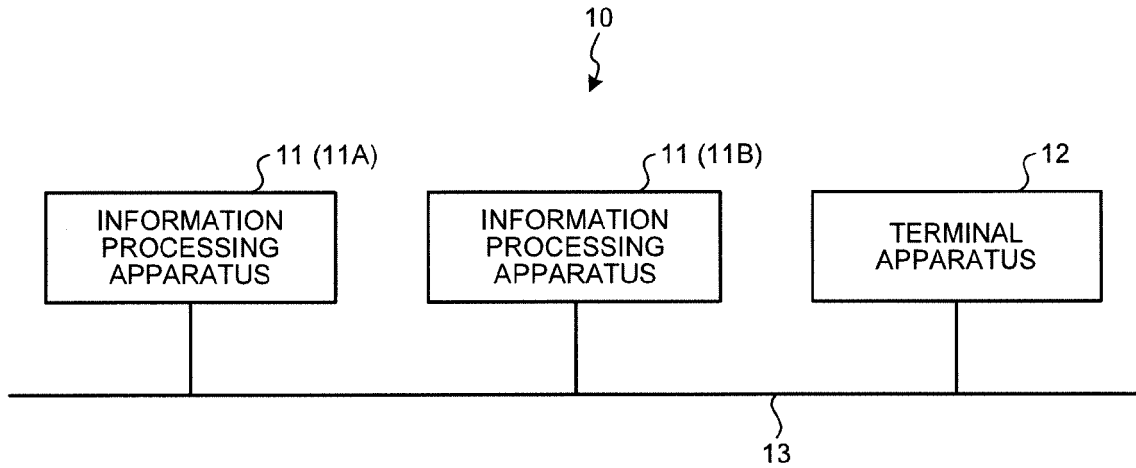 10
11 (11A)
11 (11B)
12
INFORMATION
PROCESSING
APPARATUS
INFORMATION
PROCESSING
APPARATUS
TERMINAL
APPARATUS
13